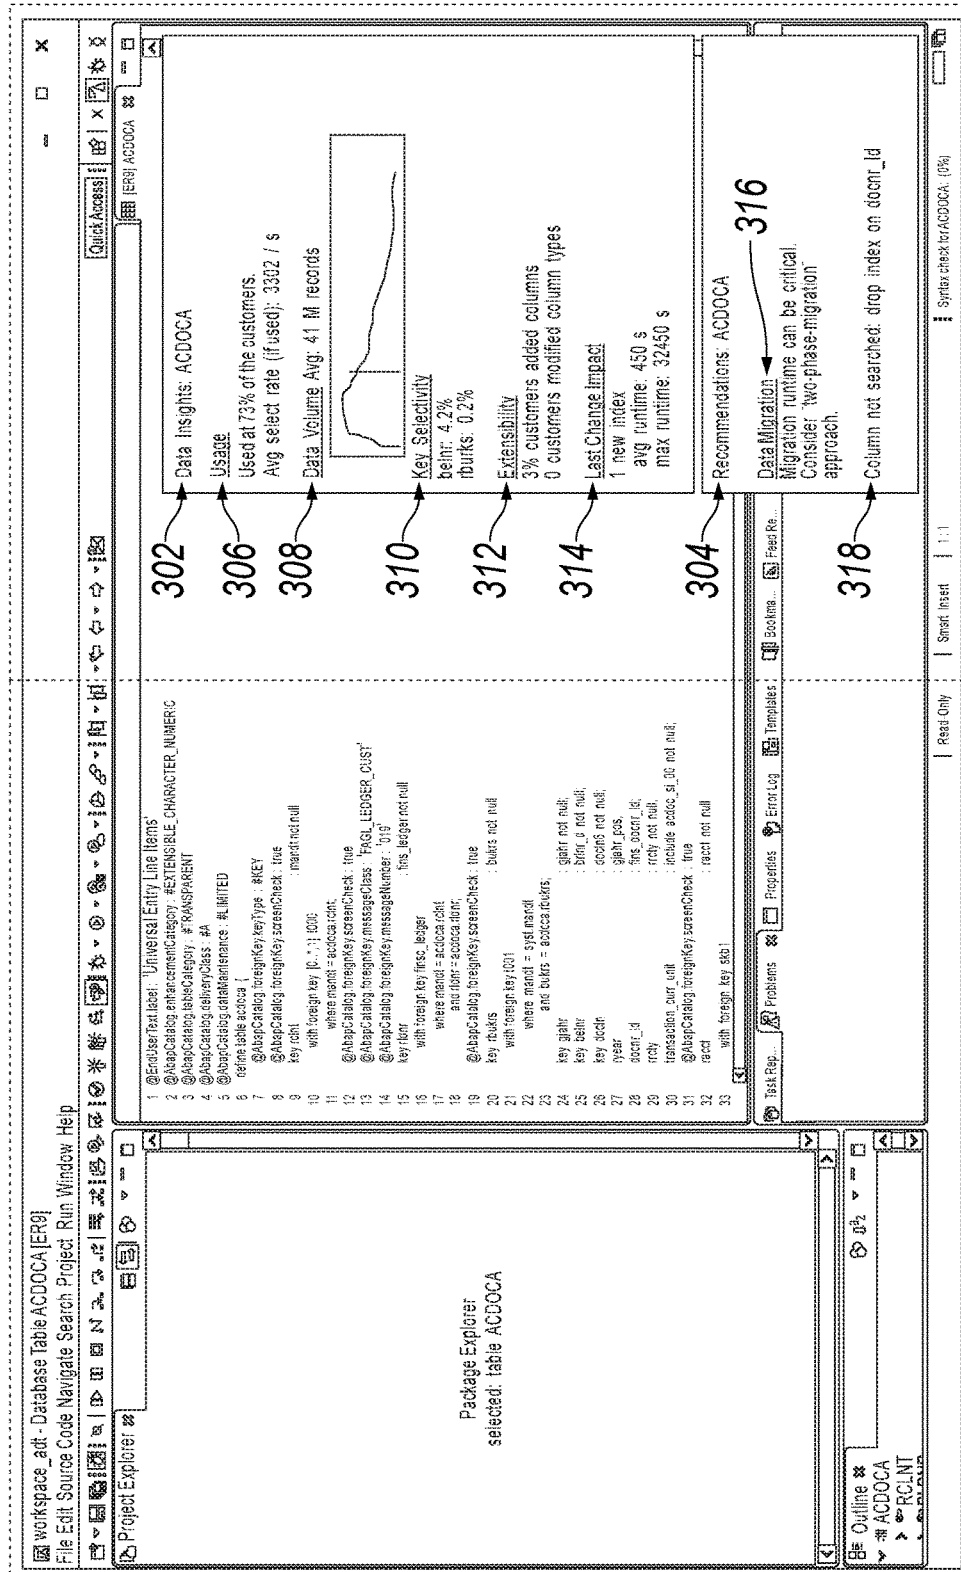 workspace_adt - Database Table ACDOCA [ER9]
File Edit Source Code Navigate Search Project Run Window Help
Quick Access
Project Explorer
Package Explorer
selected: table ACDOCA
Outline
ACDOCA
RCLNT
[ER9] ACDOCA
1 @EndUserText.label: 'Universal Entry Line Items'
2 @AbapCatalog.enhancementCategory: #EXTENSIBLE_CHARACTER_NUMERIC
3 @AbapCatalog.tableCategory: #TRANSPARENT
4 @AbapCatalog.deliveryClass: #A
5 @AbapCatalog.dataMaintenance: #LIMITED
6 define table acdoca {
7 @AbapCatalog.foreignKey.keyType: #KEY
8 @AbapCatalog.foreignKey.screenCheck: true
9 key rclnt : mandt not null
10 with foreign key [0..*,1] t000
11 where mandt = acdoca.rclnt;
12 @AbapCatalog.foreignKey.screenCheck : true
13 @AbapCatalog.foreignKey.messageClass : 'FAGL_LEDGER_CUST'
14 @AbapCatalog.foreignKey.messageNumber : '019'
15 key rldnr : fins_ledger not null
16 with foreign key finsc_ledger
17 where mandt = acdoca.rclnt
18 and rldnr = acdoca.rldnr;
19 @AbapCatalog.foreignKey.screenCheck : true
20 key rbukrs : bukrs not null
21 with foreign key t001
22 where mandt = syst.mandt
23 and bukrs = acdoca.rbukrs;
24 key gjahr : gjahr not null;
25 key belnr
26 key docln : docln6 not null;
27 ryear : gjahr_pos;
28 docnr_ld : fins_docnr_ld;
29 rrcty : rrcty not null;
30 transaction_curr_unit : include acdoc_si_00 not null;
31 @AbapCatalog.foreignKey.screenCheck : true
32 racct : racct not null
33 with foreign key skb1
302
Data Insights: ACDOCA
306
Usage
Used at 73% of the customers.
Avg select rate (if used): 3302 / s
308
Data Volume Avg: 41 M records
310
Key Selectivity
belnr: 4.2%
rburks: 0.2%
312
Extensibility
3% customers added columns
0 customers modified column types
314
Last Change Impact
1 new index
avg runtime: 450 s
max runtime: 32450 s
304
Recommendations: ACDOCA
316
Data Migration
Migration runtime can be critical.
Consider "two-phase-migration"
approach.
318
Column not searched: drop index on docnr_ld
Task Rep... Problems Properties Error Log Templates Bookma... Feed Re...
Read-Only Smart Insert 1 : 1 Syntax check for ACDOCA: (0%)